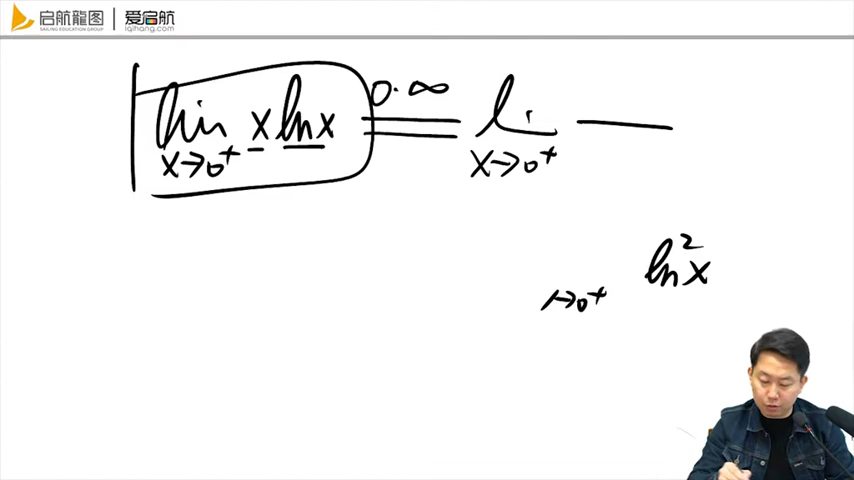 启航龍图 爱启航
SAILING EDUCATION GROUP iqihang.com
lim x ln x 0·∞ li
x→0⁺ x→0⁺
ln²x
→0⁺